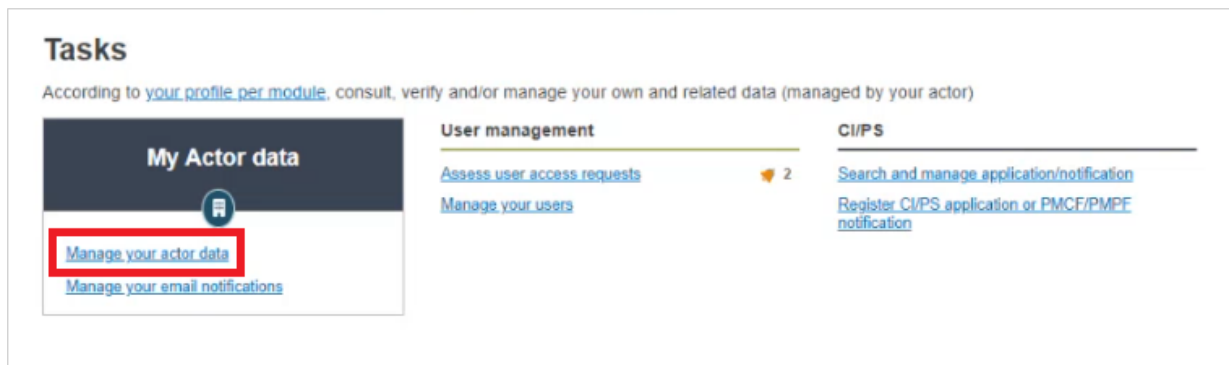 Tasks
According to your profile per module, consult, verify and/or manage your own and related data (managed by your actor)
My Actor data
Manage your actor data
Manage your email notifications
User management
Assess user access requests 2
Manage your users
CI/PS
Search and manage application/notification
Register CI/PS application or PMCF/PMPF
notification